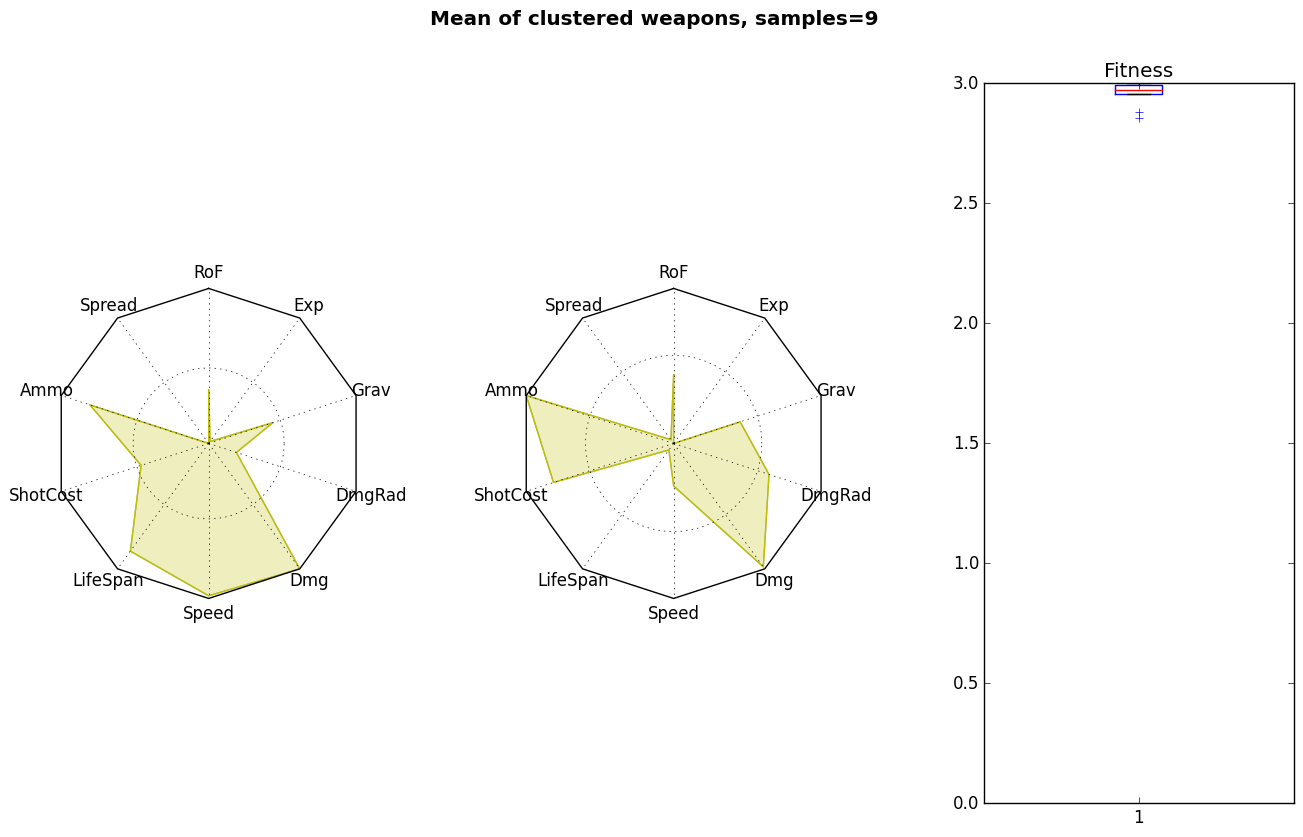 Mean of clustered weapons, samples=9
RoF
Exp
Spread
Grav
Ammo
DmgRad
ShotCost
Dmg
LifeSpan
Speed
RoF
Exp
Spread
Grav
Ammo
DmgRad
ShotCost
Dmg
LifeSpan
Speed
Fitness
3.0
2.5
2.0
1.5
1.0
0.5
0.0
1